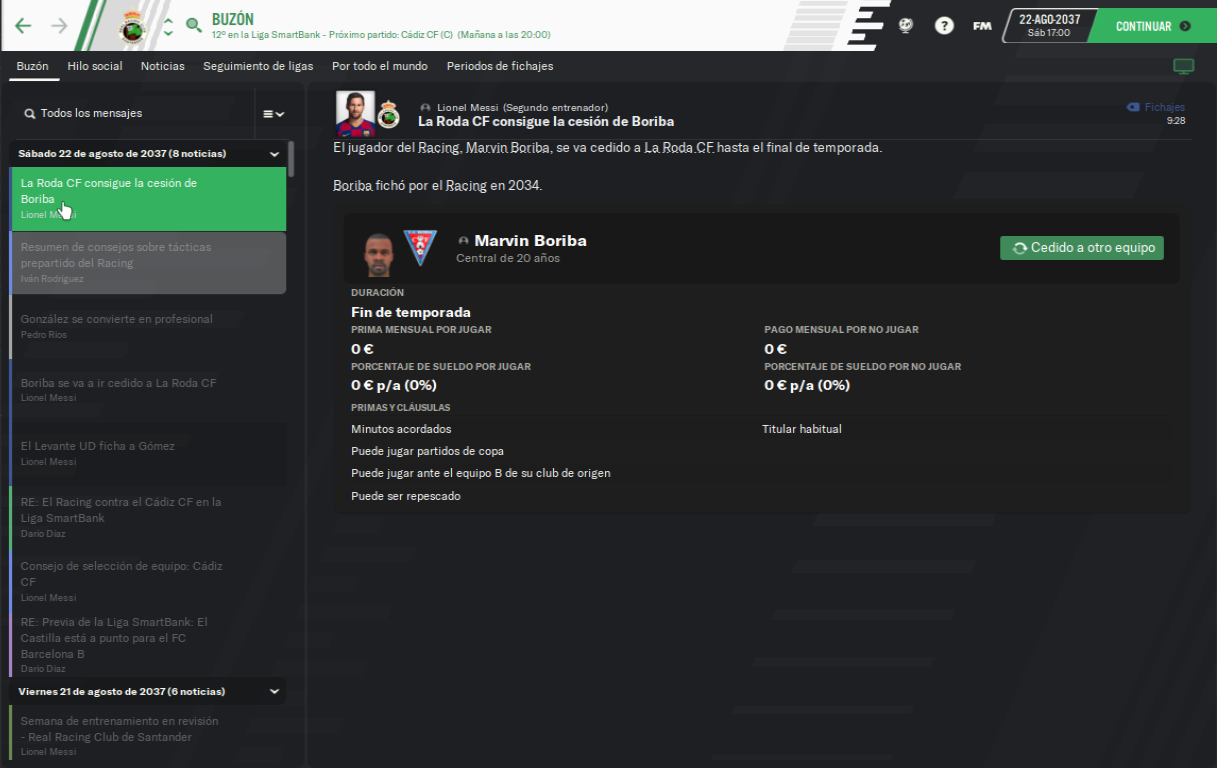 BUZÓN
12º en la Liga SmartBank - Próximo partido: Cádiz CF (C) (Mañana a las 20:00)
?
FM
22-AGO-2037
Sáb 17:00
CONTINUAR
Buzón
Hilo social
Noticias
Seguimiento de ligas
Por todo el mundo
Periodos de fichajes
Todos los mensajes
Sábado 22 de agosto de 2037 (8 noticias)
La Roda CF consigue la cesión de
Boriba
Lionel Messi
Resumen de consejos sobre tácticas
prepartido del Racing
Iván Rodríguez
González se convierte en profesional
Pedro Ríos
Boriba se va a ir cedido a La Roda CF
Lionel Messi
El Levante UD ficha a Gómez
Lionel Messi
RE: El Racing contra el Cádiz CF en la
Liga SmartBank
Darío Díaz
Consejo de selección de equipo: Cádiz
CF
Lionel Messi
RE: Previa de la Liga SmartBank: El
Castilla está a punto para el FC
Barcelona B
Darío Díaz
Viernes 21 de agosto de 2037 (6 noticias)
Semana de entrenamiento en revisión
- Real Racing Club de Santander
Lionel Messi
Lionel Messi (Segundo entrenador)
La Roda CF consigue la cesión de Boriba
Fichajes
9:28
El jugador del Racing, Marvin Boriba, se va cedido a La Roda CF hasta el final de temporada.
Boriba fichó por el Racing en 2034.
Marvin Boriba
Central de 20 años
Cedido a otro equipo
DURACIÓN
Fin de temporada
PRIMA MENSUAL POR JUGAR
PAGO MENSUAL POR NO JUGAR
0 €
0 €
PORCENTAJE DE SUELDO POR JUGAR
PORCENTAJE DE SUELDO POR NO JUGAR
0 € p/a (0%)
0 € p/a (0%)
PRIMAS Y CLÁUSULAS
Minutos acordados
Titular habitual
Puede jugar partidos de copa
Puede jugar ante el equipo B de su club de origen
Puede ser repescado